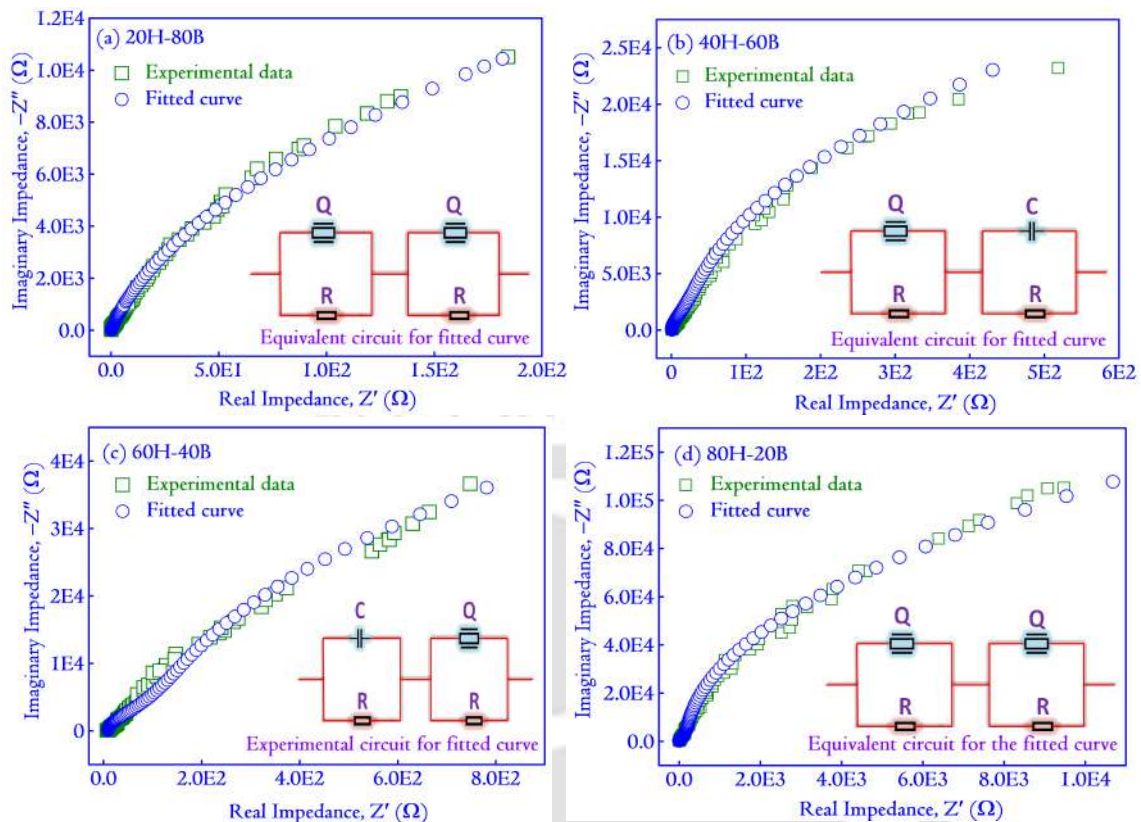 (a) 20H-80B
Experimental data
Fitted curve
Imaginary Impedance, −Z″ (Ω)
1.2E4
1.0E4
8.0E3
6.0E3
4.0E3
2.0E3
0.0
Q Q
R R
Equivalent circuit for fitted curve
0.0 5.0E1 1.0E2 1.5E2 2.0E2
Real Impedance, Z′ (Ω)
(b) 40H-60B
Experimental data
Fitted curve
Imaginary Impedance, −Z″ (Ω)
2.5E4
2.0E4
1.5E4
1.0E4
5.0E3
0.0
Q C
R R
Equivalent circuit for fitted curve
0.0 1E2 2E2 3E2 4E2 5E2 6E2
Real Impedance, Z′ (Ω)
(c) 60H-40B
Experimental data
Fitted curve
Imaginary Impedance, −Z″ (Ω)
4E4
3E4
2E4
1E4
0
C Q
R R
Experimental circuit for fitted curve
0.0 2.0E2 4.0E2 6.0E2 8.0E2
Real Impedance, Z′ (Ω)
(d) 80H-20B
Experimental data
Fitted curve
Imaginary Impedance, −Z″ (Ω)
1.2E5
1.0E5
8.0E4
6.0E4
4.0E4
2.0E4
0.0
Q Q
R R
Equivalent circuit for the fitted curve
0.0 2.0E3 4.0E3 6.0E3 8.0E3 1.0E4
Real Impedance, Z′ (Ω)